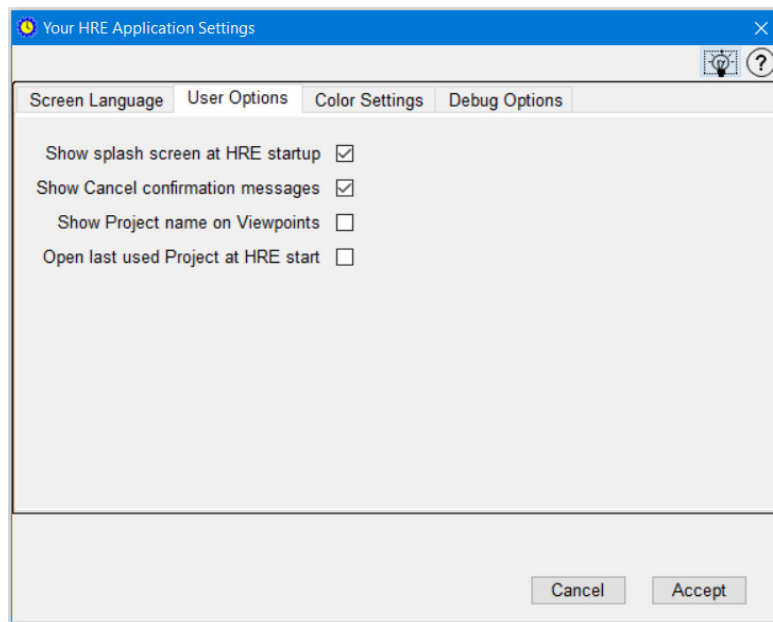 Your HRE Application Settings
?
Screen Language User Options Color Settings Debug Options
Show splash screen at HRE startup
Show Cancel confirmation messages
Show Project name on Viewpoints
Open last used Project at HRE start
Cancel Accept